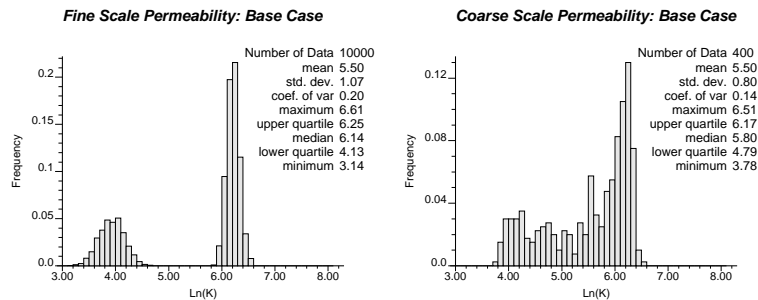 Fine Scale Permeability: Base Case
Number of Data 10000
mean 5.50
std. dev. 1.07
coef. of var 0.20
maximum 6.61
upper quartile 6.25
median 6.14
lower quartile 4.13
minimum 3.14
Frequency
0.2
0.15
0.1
0.05
0.0
3.00 4.00 5.00 6.00 7.00 8.00
Ln(K)
Coarse Scale Permeability: Base Case
Number of Data 400
mean 5.50
std. dev. 0.80
coef. of var 0.14
maximum 6.51
upper quartile 6.17
median 5.80
lower quartile 4.79
minimum 3.78
Frequency
0.12
0.08
0.04
0.0
3.00 4.00 5.00 6.00 7.00 8.00
Ln(K)